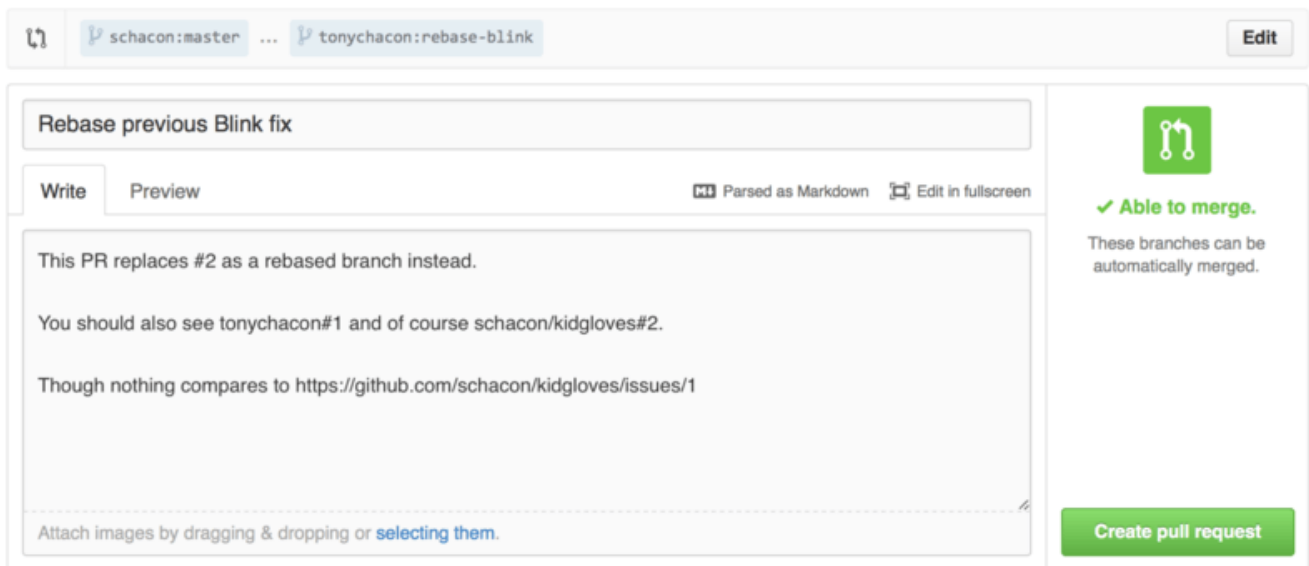 schacon:master ... tonychacon:rebase-blink Edit
Rebase previous Blink fix
Write Preview Parsed as Markdown Edit in fullscreen
This PR replaces #2 as a rebased branch instead.
You should also see tonychacon#1 and of course schacon/kidgloves#2.
Though nothing compares to https://github.com/schacon/kidgloves/issues/1
Attach images by dragging & dropping or selecting them.
Able to merge.
These branches can be
automatically merged.
Create pull request